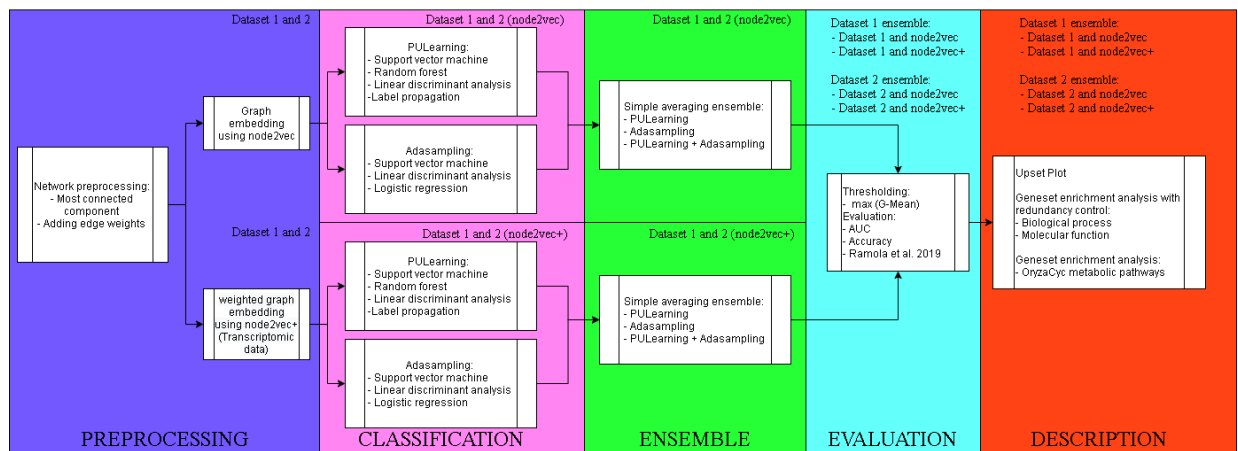 Dataset 1 and 2
Network preprocessing:
- Most connected
component
- Adding edge weights
Graph
embedding
using node2vec
Dataset 1 and 2
weighted graph
embedding
using node2vec+
(Transcriptomic
data)
PREPROCESSING
Dataset 1 and 2 (node2vec)
PULearning:
- Support vector machine
- Random forest
- Linear discriminant analysis
-Label propagation
Adasampling:
- Support vector machine
- Linear discriminant analysis
- Logistic regression
Dataset 1 and 2 (node2vec+)
PULearning:
- Support vector machine
- Random forest
- Linear discriminant analysis
- Label propagation
Adasampling:
- Support vector machine
- Linear discriminant analysis
- Logistic regression
CLASSIFICATION
Dataset 1 and 2 (node2vec)
Simple averaging ensemble:
- PULearning
- Adasampling
- PULearning + Adasampling
Dataset 1 and 2 (node2vec+)
Simple averaging ensemble:
- PULearning
- Adasampling
- PULearning + Adasampling
ENSEMBLE
Dataset 1 ensemble:
- Dataset 1 and node2vec
- Dataset 1 and node2vec+
Dataset 2 ensemble:
- Dataset 2 and node2vec
- Dataset 2 and node2vec+
Thresholding:
- max (G-Mean)
Evaluation:
- AUC
- Accuracy
- Ramola et al. 2019
EVALUATION
Dataset 1 ensemble:
- Dataset 1 and node2vec
- Dataset 1 and node2vec+
Dataset 2 ensemble:
- Dataset 2 and node2vec
- Dataset 2 and node2vec+
Upset Plot
Geneset enrichment analysis with
redundancy control:
- Biological process
- Molecular function
Geneset enrichment analysis:
- OryzaCyc metabolic pathways
DESCRIPTION